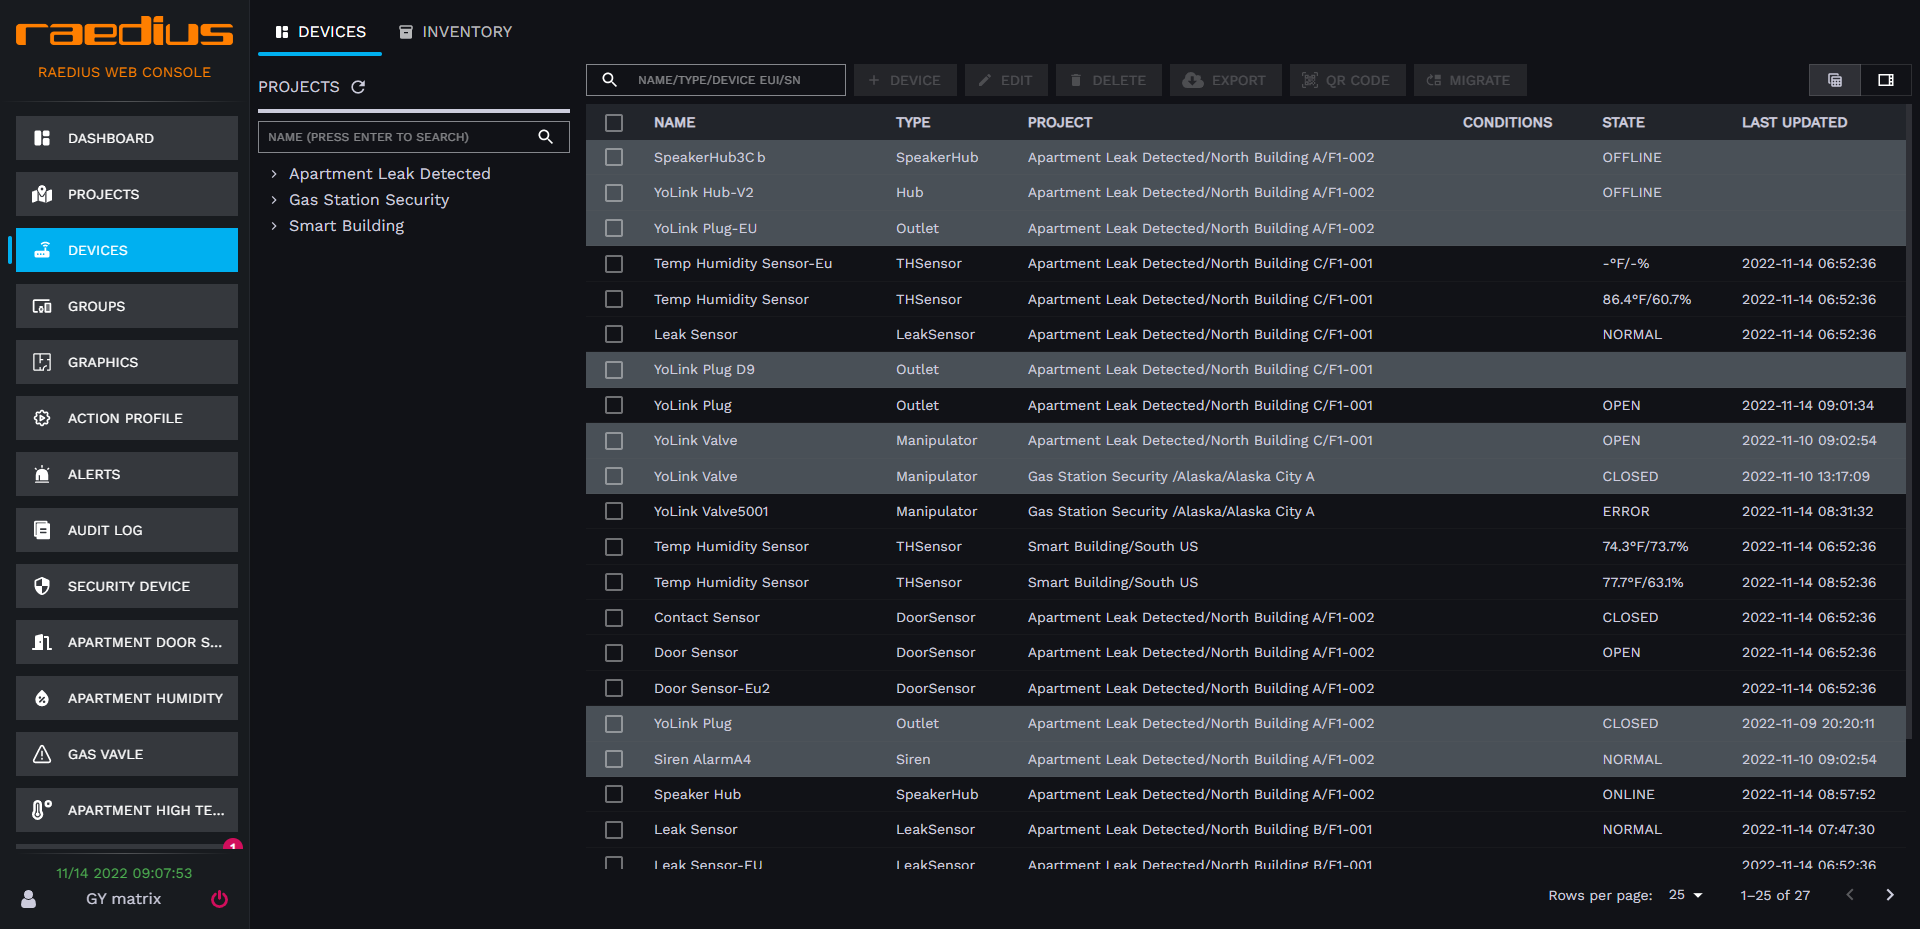 raedius
RAEDIUS WEB CONSOLE
DASHBOARD
PROJECTS
DEVICES
GROUPS
GRAPHICS
ACTION PROFILE
ALERTS
AUDIT LOG
SECURITY DEVICE
APARTMENT DOOR S...
APARTMENT HUMIDITY
GAS VAVLE
APARTMENT HIGH TE...
1
11/14 2022 09:07:53
GY matrix
DEVICES INVENTORY
PROJECTS
NAME (PRESS ENTER TO SEARCH)
Apartment Leak Detected
Gas Station Security
Smart Building
NAME/TYPE/DEVICE EUI/SN + DEVICE EDIT DELETE EXPORT QR CODE MIGRATE
NAME TYPE PROJECT CONDITIONS STATE LAST UPDATED
SpeakerHub3C b SpeakerHub Apartment Leak Detected/North Building A/F1-002 OFFLINE
YoLink Hub-V2 Hub Apartment Leak Detected/North Building A/F1-002 OFFLINE
YoLink Plug-EU Outlet Apartment Leak Detected/North Building A/F1-002
Temp Humidity Sensor-Eu THSensor Apartment Leak Detected/North Building C/F1-001 -°F/-% 2022-11-14 06:52:36
Temp Humidity Sensor THSensor Apartment Leak Detected/North Building C/F1-001 86.4°F/60.7% 2022-11-14 06:52:36
Leak Sensor LeakSensor Apartment Leak Detected/North Building C/F1-001 NORMAL 2022-11-14 06:52:36
YoLink Plug D9 Outlet Apartment Leak Detected/North Building C/F1-001
YoLink Plug Outlet Apartment Leak Detected/North Building C/F1-001 OPEN 2022-11-14 09:01:34
YoLink Valve Manipulator Apartment Leak Detected/North Building C/F1-001 OPEN 2022-11-10 09:02:54
YoLink Valve Manipulator Gas Station Security /Alaska/Alaska City A CLOSED 2022-11-10 13:17:09
YoLink Valve5001 Manipulator Gas Station Security /Alaska/Alaska City A ERROR 2022-11-14 08:31:32
Temp Humidity Sensor THSensor Smart Building/South US 74.3°F/73.7% 2022-11-14 06:52:36
Temp Humidity Sensor THSensor Smart Building/South US 77.7°F/63.1% 2022-11-14 08:52:36
Contact Sensor DoorSensor Apartment Leak Detected/North Building A/F1-002 CLOSED 2022-11-14 06:52:36
Door Sensor DoorSensor Apartment Leak Detected/North Building A/F1-002 OPEN 2022-11-14 06:52:36
Door Sensor-Eu2 DoorSensor Apartment Leak Detected/North Building A/F1-002 2022-11-14 06:52:36
YoLink Plug Outlet Apartment Leak Detected/North Building A/F1-002 CLOSED 2022-11-09 20:20:11
Siren AlarmA4 Siren Apartment Leak Detected/North Building A/F1-002 NORMAL 2022-11-10 09:02:54
Speaker Hub SpeakerHub Apartment Leak Detected/North Building A/F1-002 ONLINE 2022-11-14 08:57:52
Leak Sensor LeakSensor Apartment Leak Detected/North Building B/F1-001 NORMAL 2022-11-14 07:47:30
Leak Sensor-EU LeakSensor Apartment Leak Detected/North Building B/F1-001 2022-11-14 06:52:36
Rows per page: 25 1–25 of 27